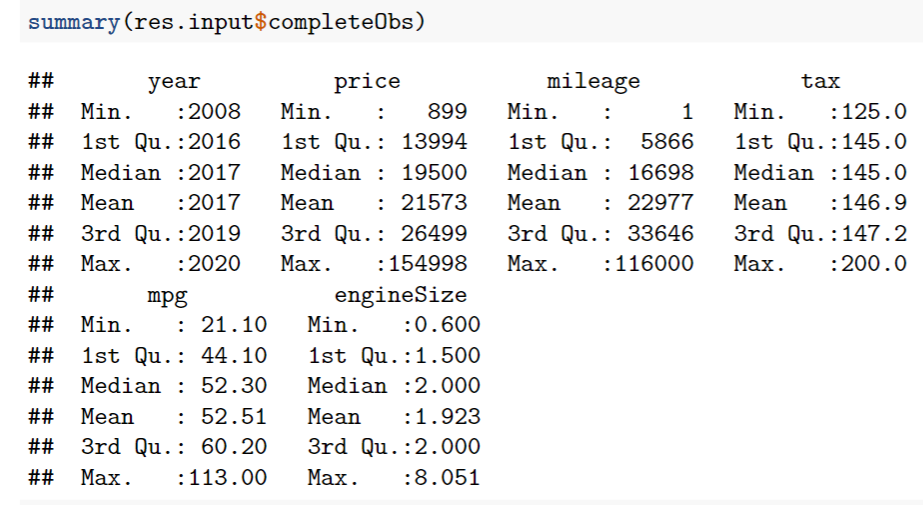 summary(res.input$completeObs)
##       year          price           mileage            tax
##  Min.   :2008   Min.   :   899   Min.   :     1   Min.   :125.0
##  1st Qu.:2016   1st Qu.: 13994   1st Qu.:  5866   1st Qu.:145.0
##  Median :2017   Median : 19500   Median : 16698   Median :145.0
##  Mean   :2017   Mean   : 21573   Mean   : 22977   Mean   :146.9
##  3rd Qu.:2019   3rd Qu.: 26499   3rd Qu.: 33646   3rd Qu.:147.2
##  Max.   :2020   Max.   :154998   Max.   :116000   Max.   :200.0
##       mpg           engineSize
##  Min.   : 21.10   Min.   :0.600
##  1st Qu.: 44.10   1st Qu.:1.500
##  Median : 52.30   Median :2.000
##  Mean   : 52.51   Mean   :1.923
##  3rd Qu.: 60.20   3rd Qu.:2.000
##  Max.   :113.00   Max.   :8.051